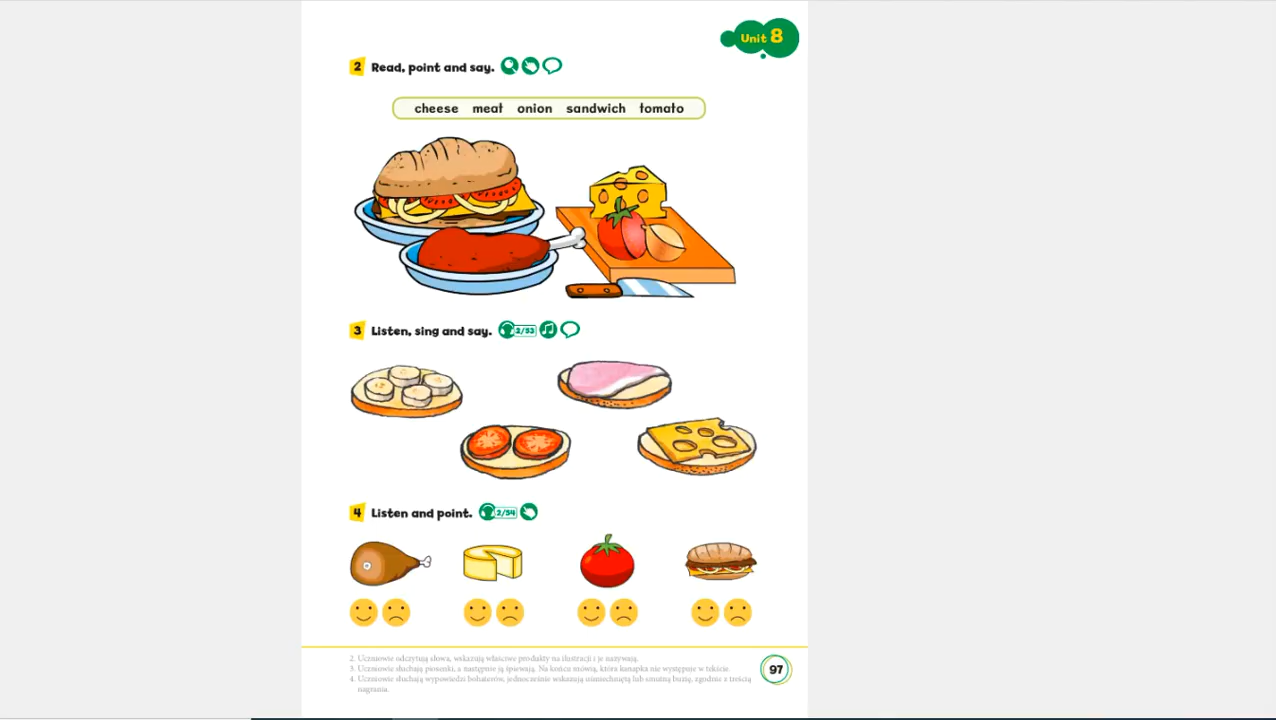 Unit 8
2 Read, point and say.
cheese meat onion sandwich tomato
3 Listen, sing and say. 2/53
4 Listen and point. 2/54
2. Uczniowie odczytują słowa, wskazują właściwe produkty na ilustracji i je nazywają.
3. Uczniowie słuchają piosenki, a następnie ją śpiewają. Na końcu mówią, która kanapka nie występuje w tekście.
4. Uczniowie słuchają wypowiedzi bohaterów, jednocześnie wskazują uśmiechniętą lub smutną buzię, zgodnie z treścią
nagrania.
97